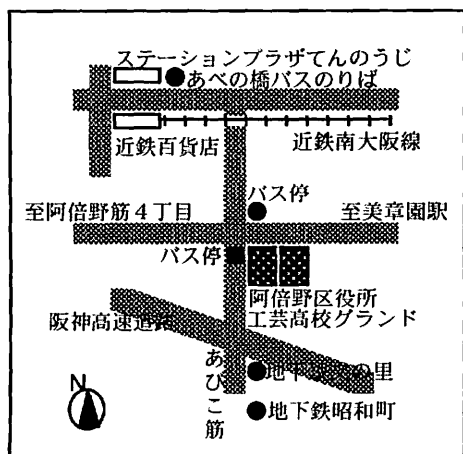 ステーションプラザてんのうじ
あべの橋バスのりば
近鉄百貨店
近鉄南大阪線
バス停
至阿倍野筋4丁目
至美章園駅
バス停
阿倍野区役所
工芸高校グランド
阪神高速道路
あびこ筋
N
地下
の里
地下鉄昭和町